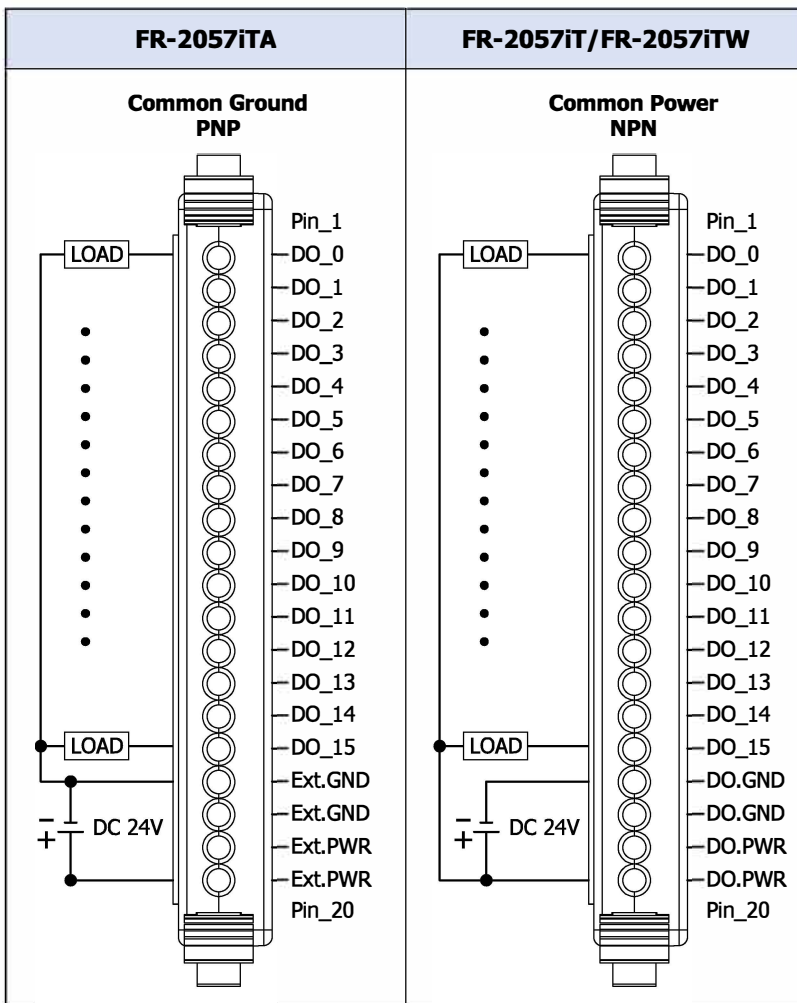 FR-2057iTA
Common Ground
PNP
Pin_1
LOAD
DO_0
DO_1
DO_2
DO_3
DO_4
DO_5
DO_6
DO_7
DO_8
DO_9
DO_10
DO_11
DO_12
DO_13
DO_14
LOAD
DO_15
Ext.GND
− + DC 24V
Ext.GND
Ext.PWR
Ext.PWR
Pin_20
FR-2057iT/FR-2057iTW
Common Power
NPN
Pin_1
LOAD
DO_0
DO_1
DO_2
DO_3
DO_4
DO_5
DO_6
DO_7
DO_8
DO_9
DO_10
DO_11
DO_12
DO_13
DO_14
LOAD
DO_15
DO.GND
− + DC 24V
DO.GND
DO.PWR
DO.PWR
Pin_20